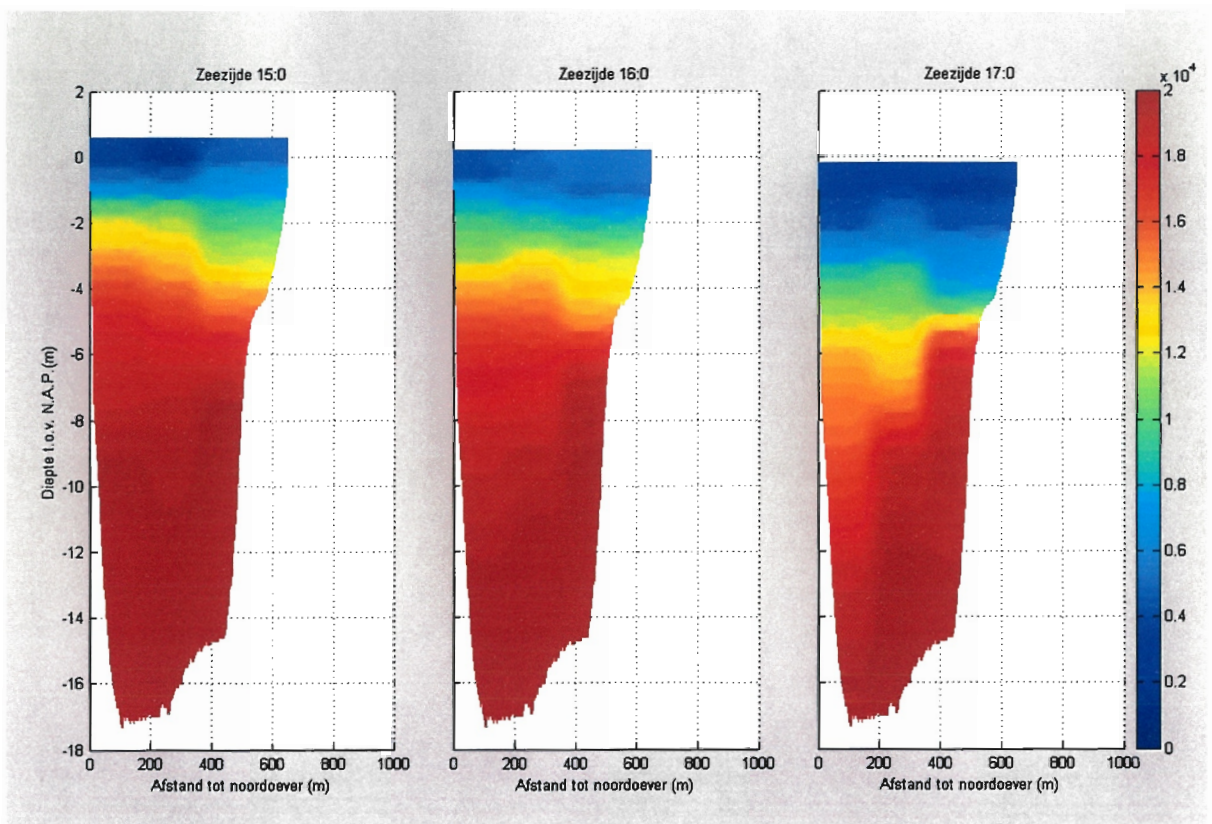 Zeezijde 15:0
Zeezijde 16:0
Zeezijde 17:0
x 10^4
2
0
-2
-4
-6
-8
-10
-12
-14
-16
-18
Diepte t.o.v. N.A.P.(m)
0 200 400 600 800 1000
Afstand tot noordoever (m)
0 200 400 600 800 1000
Afstand tot noordoever (m)
0 200 400 600 800 1000
Afstand tot noordoever (m)
2
1.8
1.6
1.4
1.2
1
0.8
0.6
0.4
0.2
0